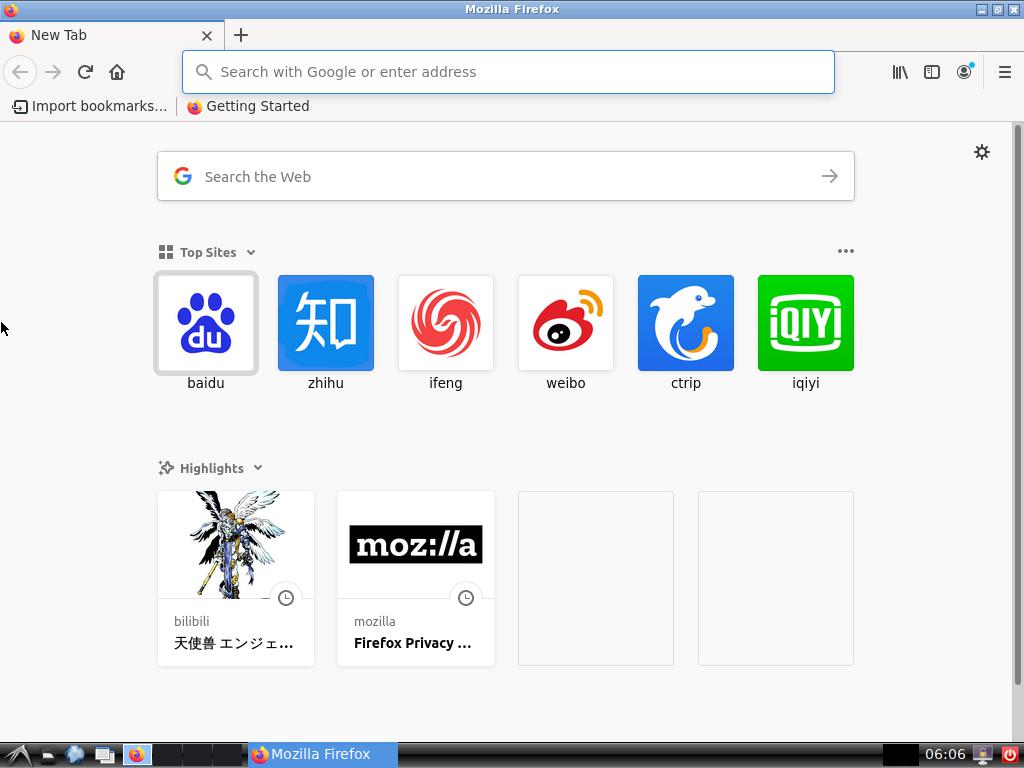 Mozilla Firefox
New Tab
Search with Google or enter address
Import bookmarks...
Getting Started
Search the Web
Top Sites
du
知
iQIYI
baidu
zhihu
ifeng
weibo
ctrip
iqiyi
Highlights
moz://a
bilibili
天使兽 エンジェ...
mozilla
Firefox Privacy ...
Mozilla Firefox
06:06